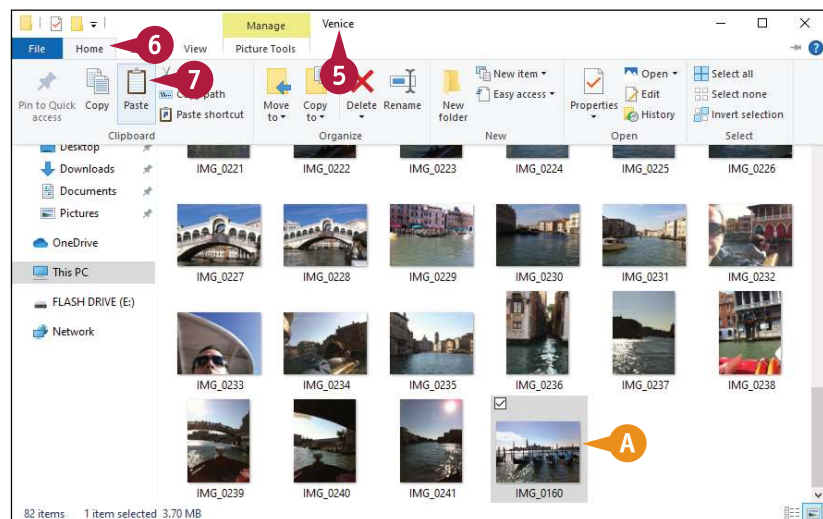 Manage Venice
File Home View Picture Tools
6 5 7
Pin to Quick access
Copy
Paste
path
Paste shortcut
Clipboard
Move to
Copy to
Delete
Rename
Organize
New folder
New item
Easy access
New
Properties
Open
Edit
History
Open
Select all
Select none
Invert selection
Select
Desktop
Downloads
Documents
Pictures
OneDrive
This PC
FLASH DRIVE (E:)
Network
IMG_0221 IMG_0222 IMG_0223 IMG_0224 IMG_0225 IMG_0226
IMG_0227 IMG_0228 IMG_0229 IMG_0230 IMG_0231 IMG_0232
IMG_0233 IMG_0234 IMG_0235 IMG_0236 IMG_0237 IMG_0238
IMG_0239 IMG_0240 IMG_0241 IMG_0160
A
82 items 1 item selected 3.70 MB